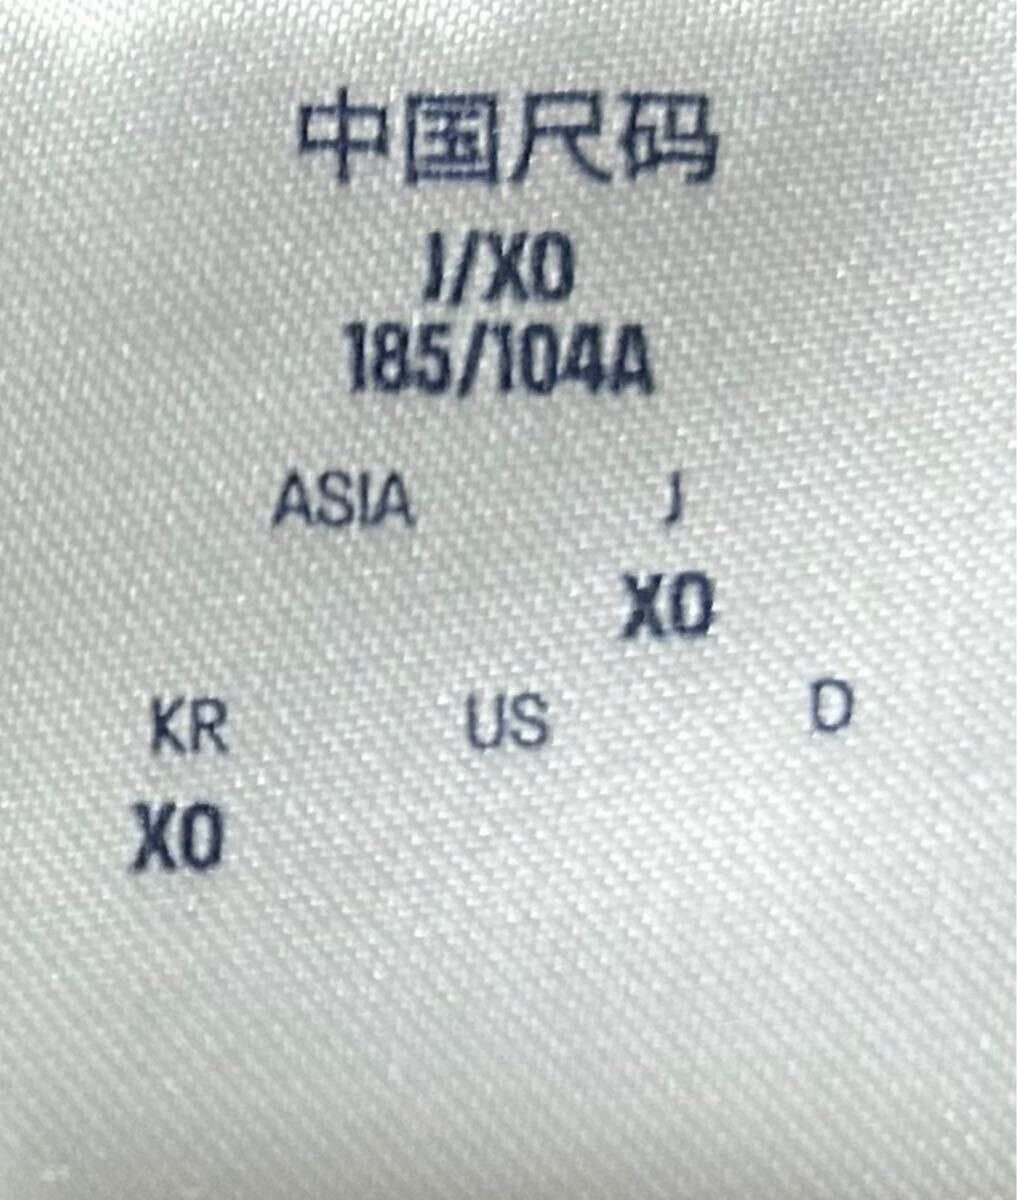 中国尺码
J/XO
185/104A
ASIA J
XO
KR US D
XO